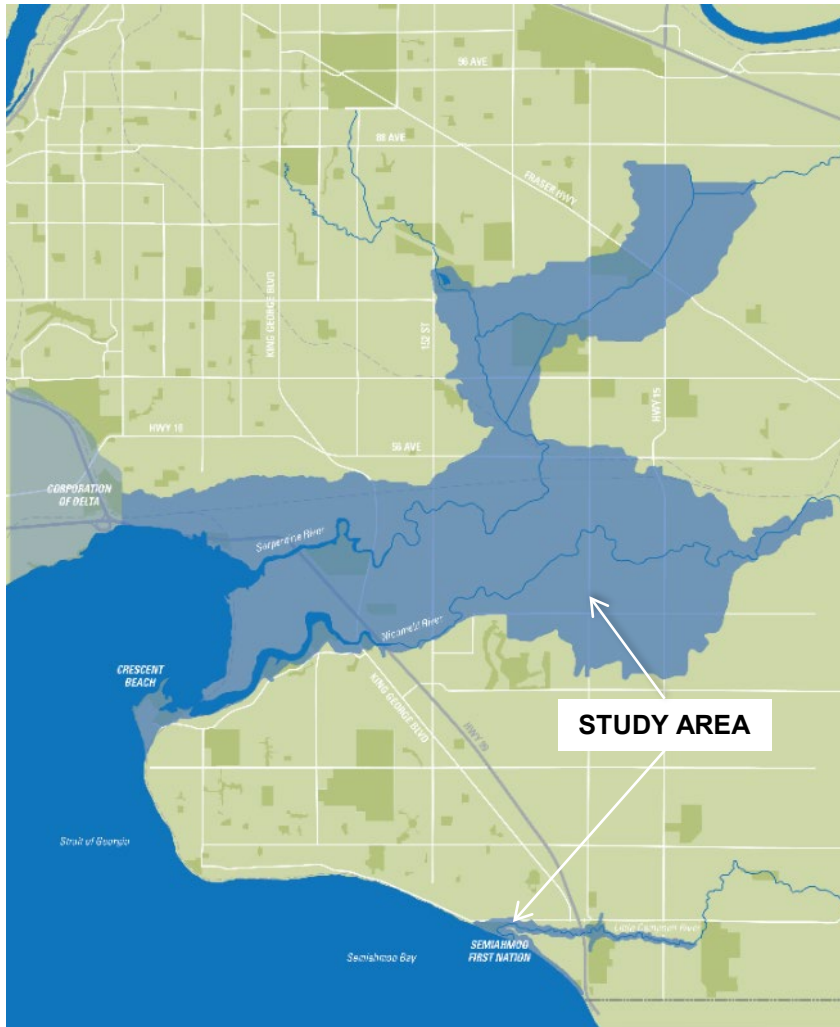 96 AVE
88 AVE
FRASER HWY
KING GEORGE BLVD
152 ST
HWY 15
HWY 10
56 AVE
CORPORATION
OF DELTA
Serpentine River
Nicomekl River
CRESCENT
BEACH
KING GEORGE BLVD
HWY 99
STUDY AREA
Strait of Georgia
Semiahmoo Bay
SEMIAHMOO
FIRST NATION
Little Campbell River